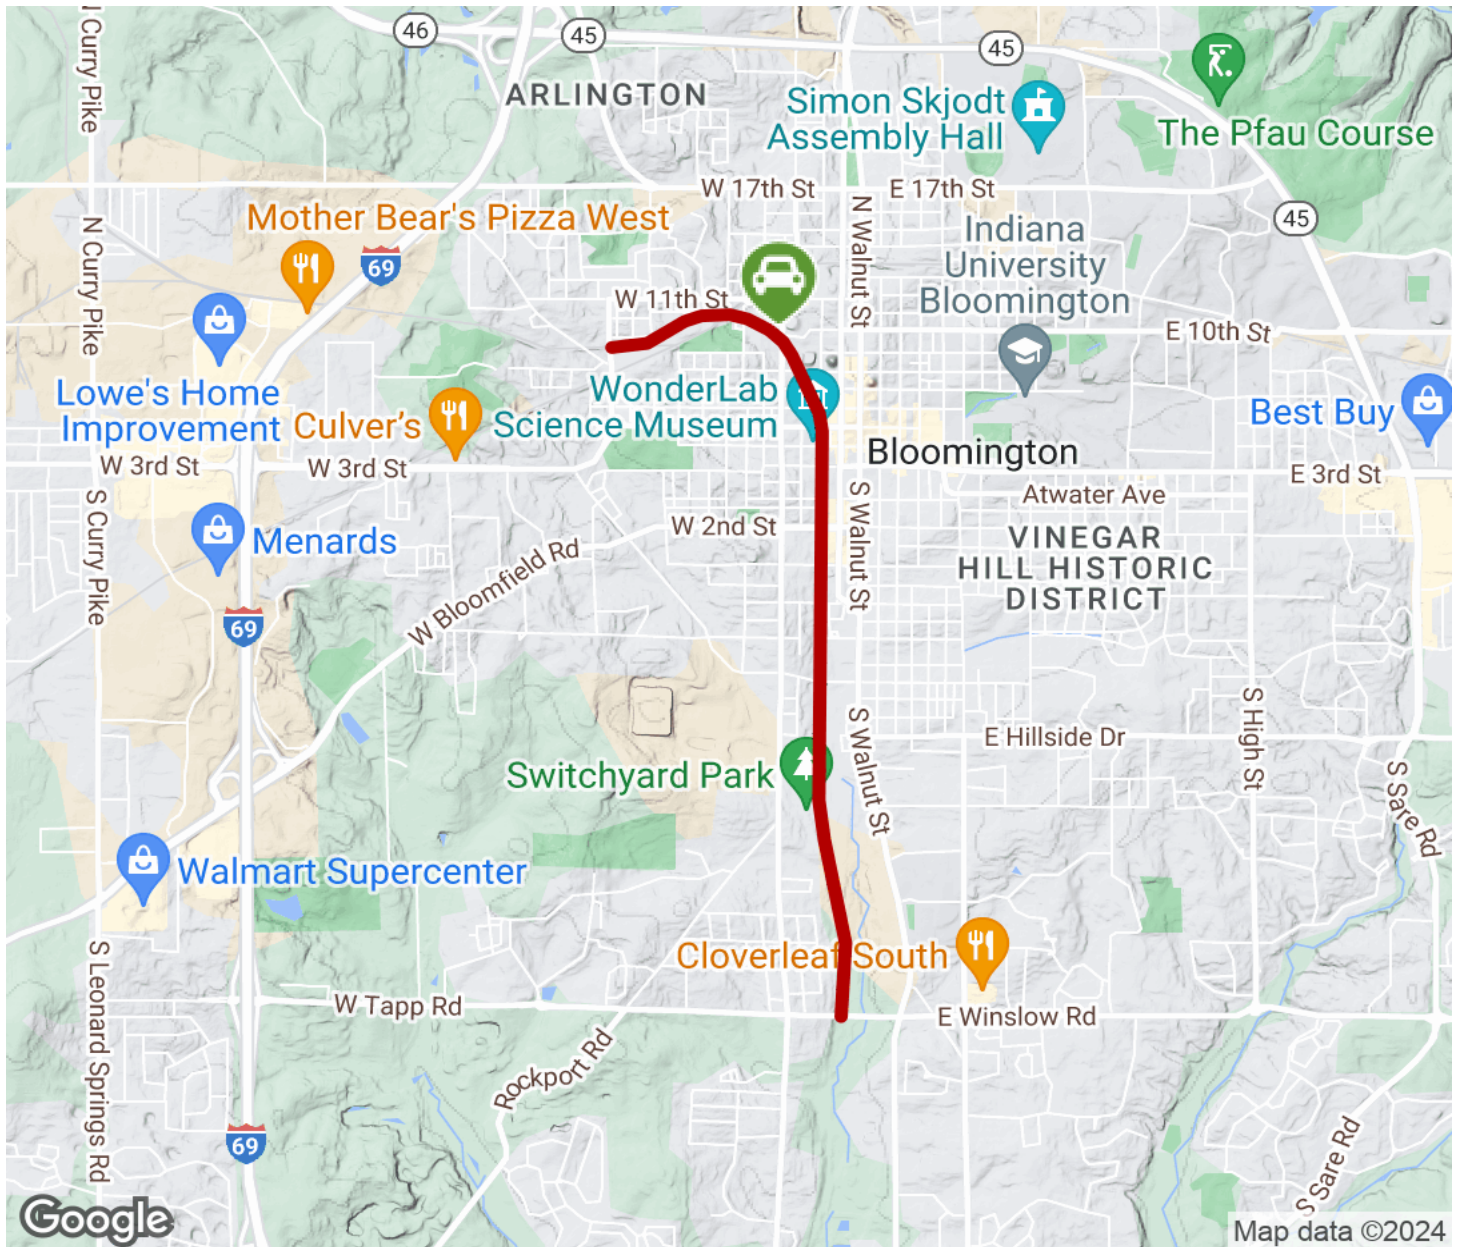 N Curry Pike
46
45
45
ARLINGTON
Simon Skjodt
Assembly Hall
The Pfau Course
W 17th St
E 17th St
45
N Curry Pike
Mother Bear's Pizza West
69
N Walnut St
Indiana
University
Bloomington
W 11th St
E 10th St
Lowe's Home
Improvement
Culver's
WonderLab
Science Museum
Best Buy
Bloomington
W 3rd St
W 3rd St
E 3rd St
S Curry Pike
Atwater Ave
S Walnut St
W 2nd St
Menards
VINEGAR
HILL HISTORIC
DISTRICT
W Bloomfield Rd
69
S High St
S Walnut St
E Hillside Dr
Switchyard Park
S Sare Rd
Walmart Supercenter
Cloverleaf South
S Leonard Springs Rd
W Tapp Rd
E Winslow Rd
Rockport Rd
69
S Sare Rd
Google
Map data ©2024